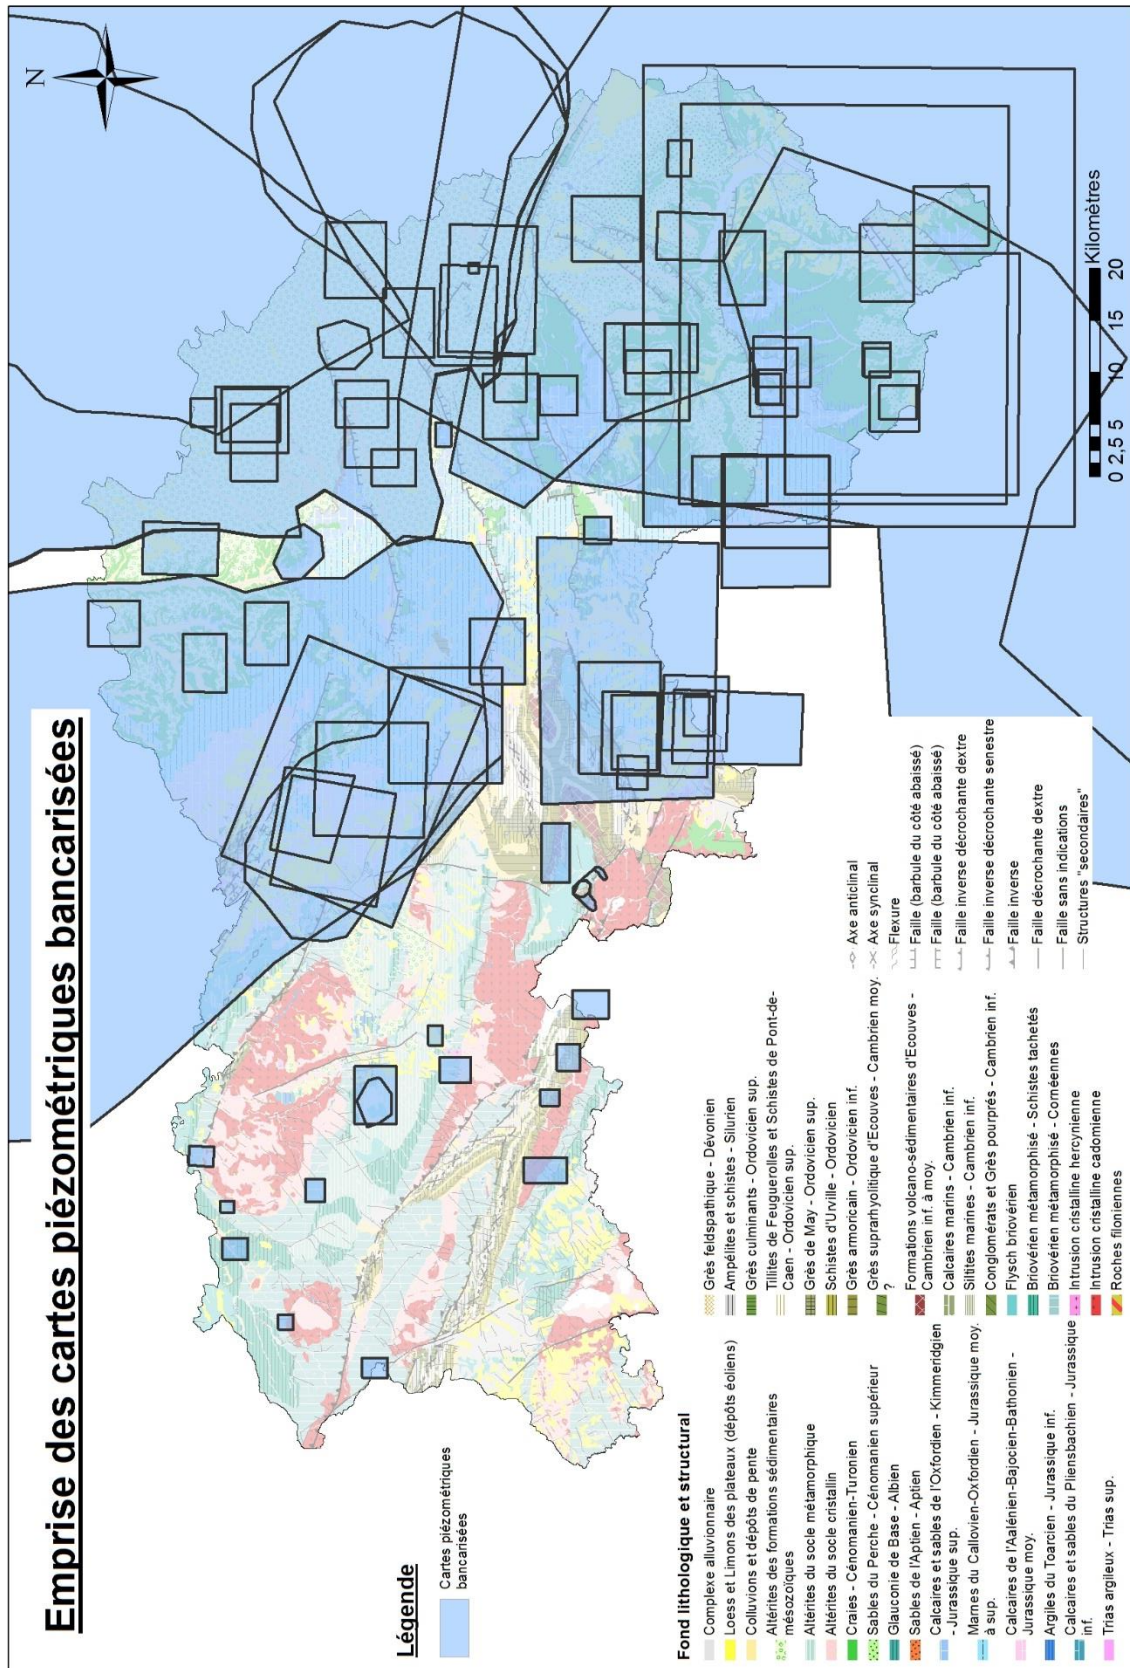 Emprise des cartes piézométriques bancarisées
N
Légende
Cartes piézométriques
bancarisées
0 2,5 5 10 15 20
Kilomètres
Fond lithologique et structural
Complexe alluvionnaire
Loess et Limons des plateaux (dépôts éoliens)
Colluvions et dépôts de pente
Altérites des formations sédimentaires
mésozoïques
Altérites du socle métamorphique
Altérites du socle cristallin
Craies - Cénomanien-Turonien
Sables du Perche - Cénomanien supérieur
Glauconie de Base - Albien
Sables de l'Aptien - Aptien
Calcaires et sables de l'Oxfordien - Kimmeridgien
- Jurassique sup.
Marnes du Callovien-Oxfordien - Jurassique moy.
à sup.
Calcaires de l'Aalénien-Bajocien-Bathonien -
Jurassique moy.
Argiles du Toarcien - Jurassique inf.
Calcaires et sables du Pliensbachien - Jurassique
inf.
Trias argileux - Trias sup.
Grès feldspathique - Dévonien
Ampélites et schistes - Silurien
Grès culminants - Ordovicien sup.
Tillites de Feuguerolles et Schistes de Pont-de-
Caen - Ordovicien sup.
Grès de May - Ordovicien sup.
Schistes d'Urville - Ordovicien
Grès armoricain - Ordovicien inf.
Grès suprarhyolitique d'Ecouves - Cambrien moy.
?
Formations volcano-sédimentaires d'Ecouves -
Cambrien inf. à moy.
Calcaires marins - Cambrien inf.
Siltites marines - Cambrien inf.
Conglomérats et Grès pourprés - Cambrien inf.
Flysch briovérien
Briovérien métamorphisé - Schistes tachetés
Briovérien métamorphisé - Cornéennes
Intrusion cristalline hercynienne
Intrusion cristalline cadomienne
Roches filoniennes
Axe anticlinal
Axe synclinal
Flexure
Faille (barbule du côté abaissé)
Faille (barbule du côté abaissé)
Faille inverse décrochante dextre
Faille inverse décrochante senestre
Faille inverse
Faille décrochante dextre
Faille sans indications
Structures "secondaires"